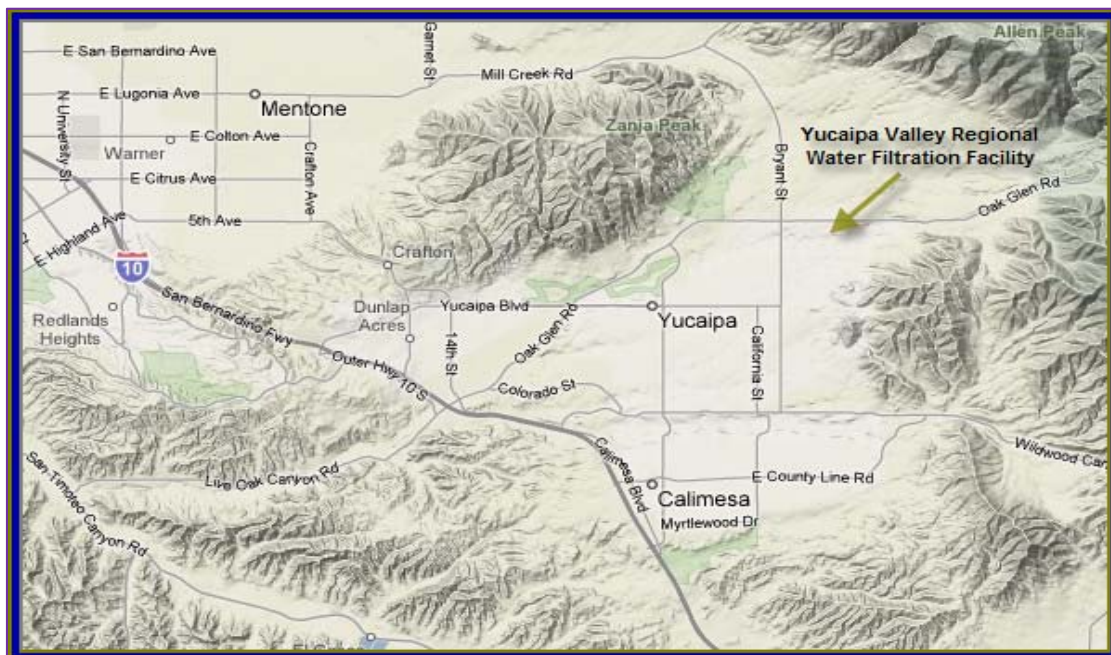 Allen Peak
E San Bernardino Ave
Garnet St
Mill Creek Rd
E Lugonia Ave
Mentone
N University St
E Colton Ave
Zanja Peak
Yucaipa Valley Regional
Water Filtration Facility
Warner
Crafton Ave
Bryant St
E Citrus Ave
Oak Glen Rd
5th Ave
E Highland Ave
Crafton
10
San Bernardino Fwy
Dunlap
Acres
Yucaipa Blvd
Yucaipa
Redlands
Heights
Oak Glen Rd
14th St
California St
Outer Hwy 10 S
Colorado St
Wildwood Can
Calimesa Blvd
San Timoteo Canyon Rd
Live Oak Canyon Rd
E County Line Rd
Calimesa
Myrtlewood Dr